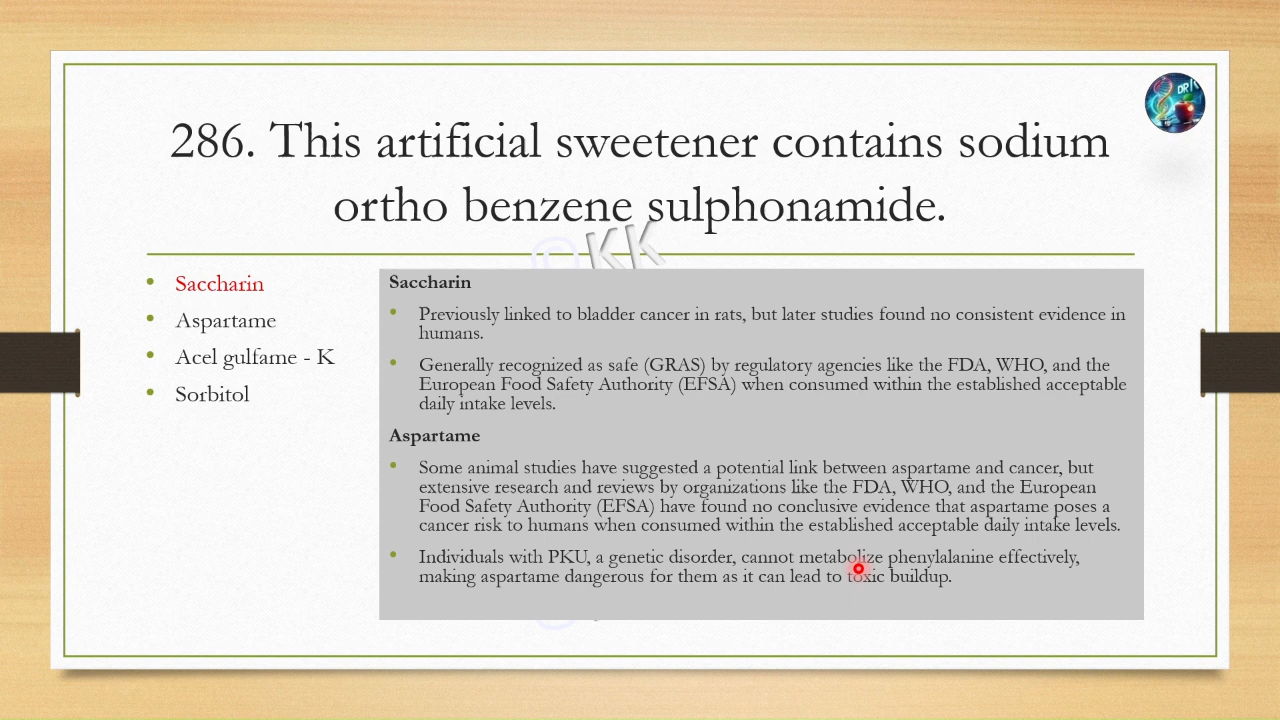 286. This artificial sweetener contains sodium
ortho benzene sulphonamide.
©KK
• Saccharin
• Aspartame
• Acel gulfame - K
• Sorbitol
Saccharin
• Previously linked to bladder cancer in rats, but later studies found no consistent evidence in
humans.
• Generally recognized as safe (GRAS) by regulatory agencies like the FDA, WHO, and the
European Food Safety Authority (EFSA) when consumed within the established acceptable
daily intake levels.
Aspartame
• Some animal studies have suggested a potential link between aspartame and cancer, but
extensive research and reviews by organizations like the FDA, WHO, and the European
Food Safety Authority (EFSA) have found no conclusive evidence that aspartame poses a
cancer risk to humans when consumed within the established acceptable daily intake levels.
• Individuals with PKU, a genetic disorder, cannot metabolize phenylalanine effectively,
making aspartame dangerous for them as it can lead to toxic buildup.